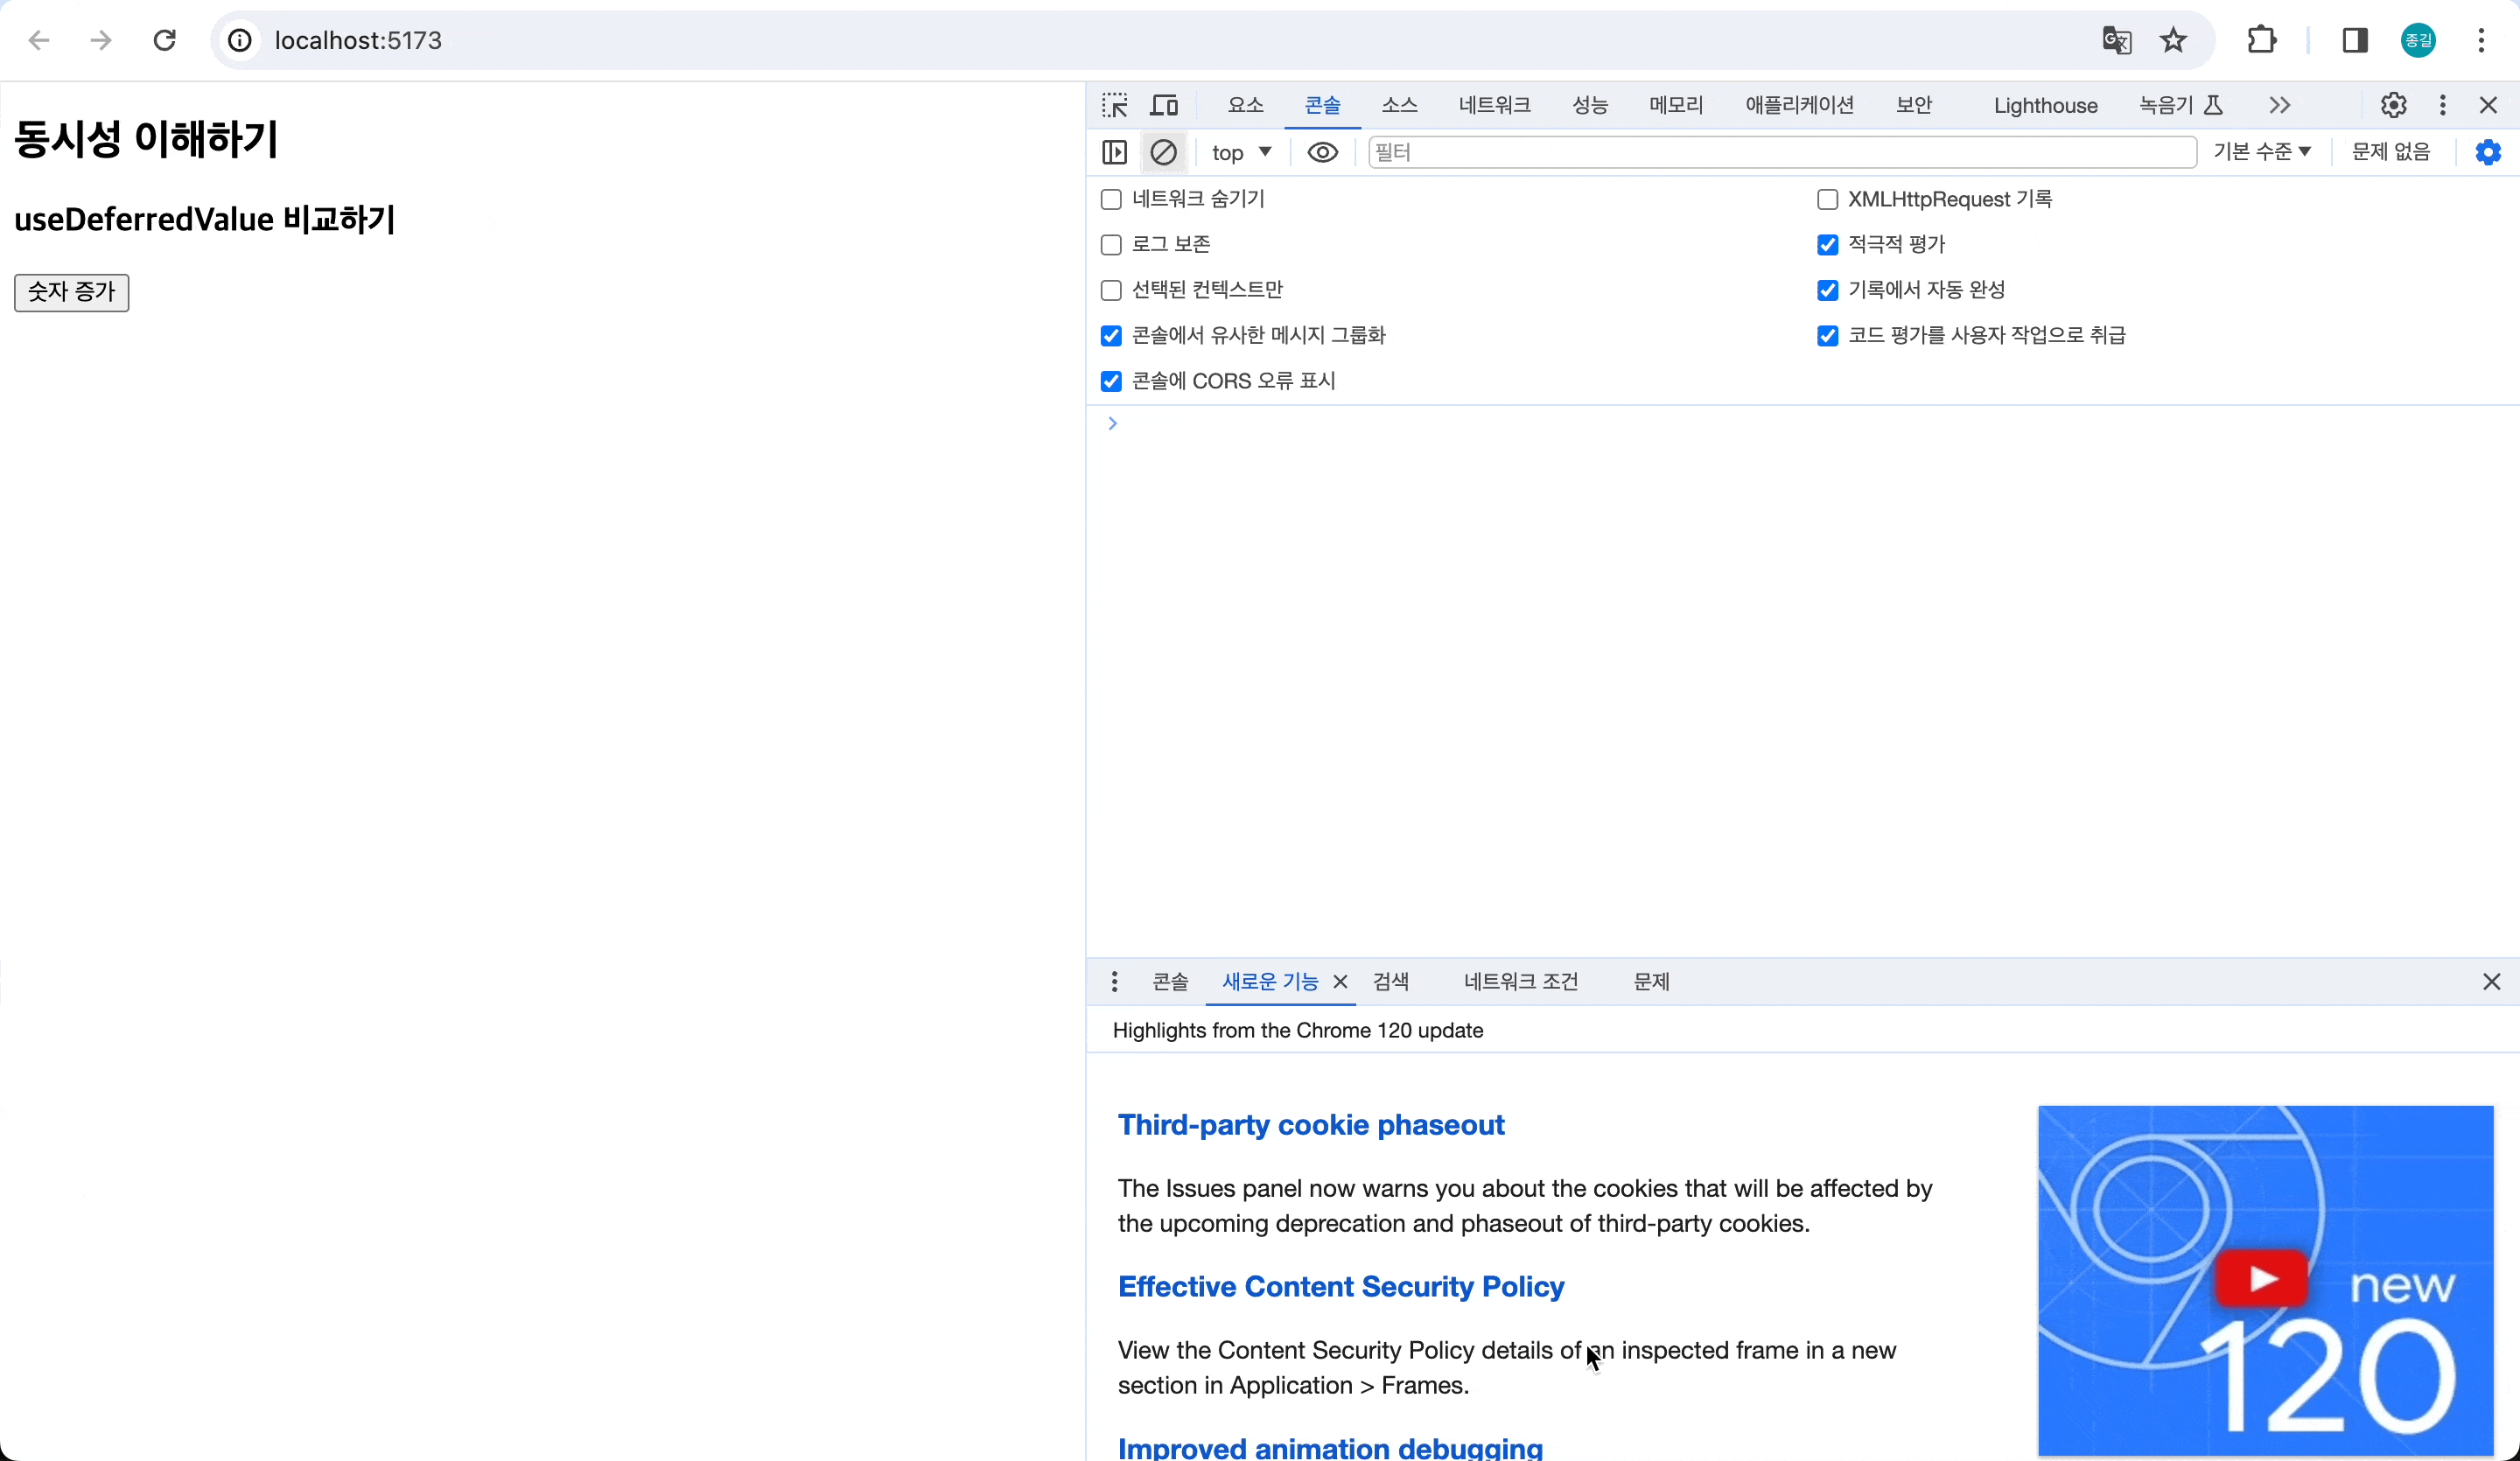 localhost:5173
종길
동시성 이해하기
useDeferredValue 비교하기
숫자 증가
요소 콘솔 소스 네트워크 성능 메모리 애플리케이션 보안 Lighthouse 녹음기
top 필터 기본 수준 문제 없음
네트워크 숨기기 XMLHttpRequest 기록
로그 보존 적극적 평가
선택된 컨텍스트만 기록에서 자동 완성
콘솔에서 유사한 메시지 그룹화 코드 평가를 사용자 작업으로 취급
콘솔에 CORS 오류 표시
콘솔 새로운 기능 검색 네트워크 조건 문제
Highlights from the Chrome 120 update
Third-party cookie phaseout
The Issues panel now warns you about the cookies that will be affected by
the upcoming deprecation and phaseout of third-party cookies.
Effective Content Security Policy
View the Content Security Policy details of an inspected frame in a new
section in Application > Frames.
Improved animation debugging
new
120